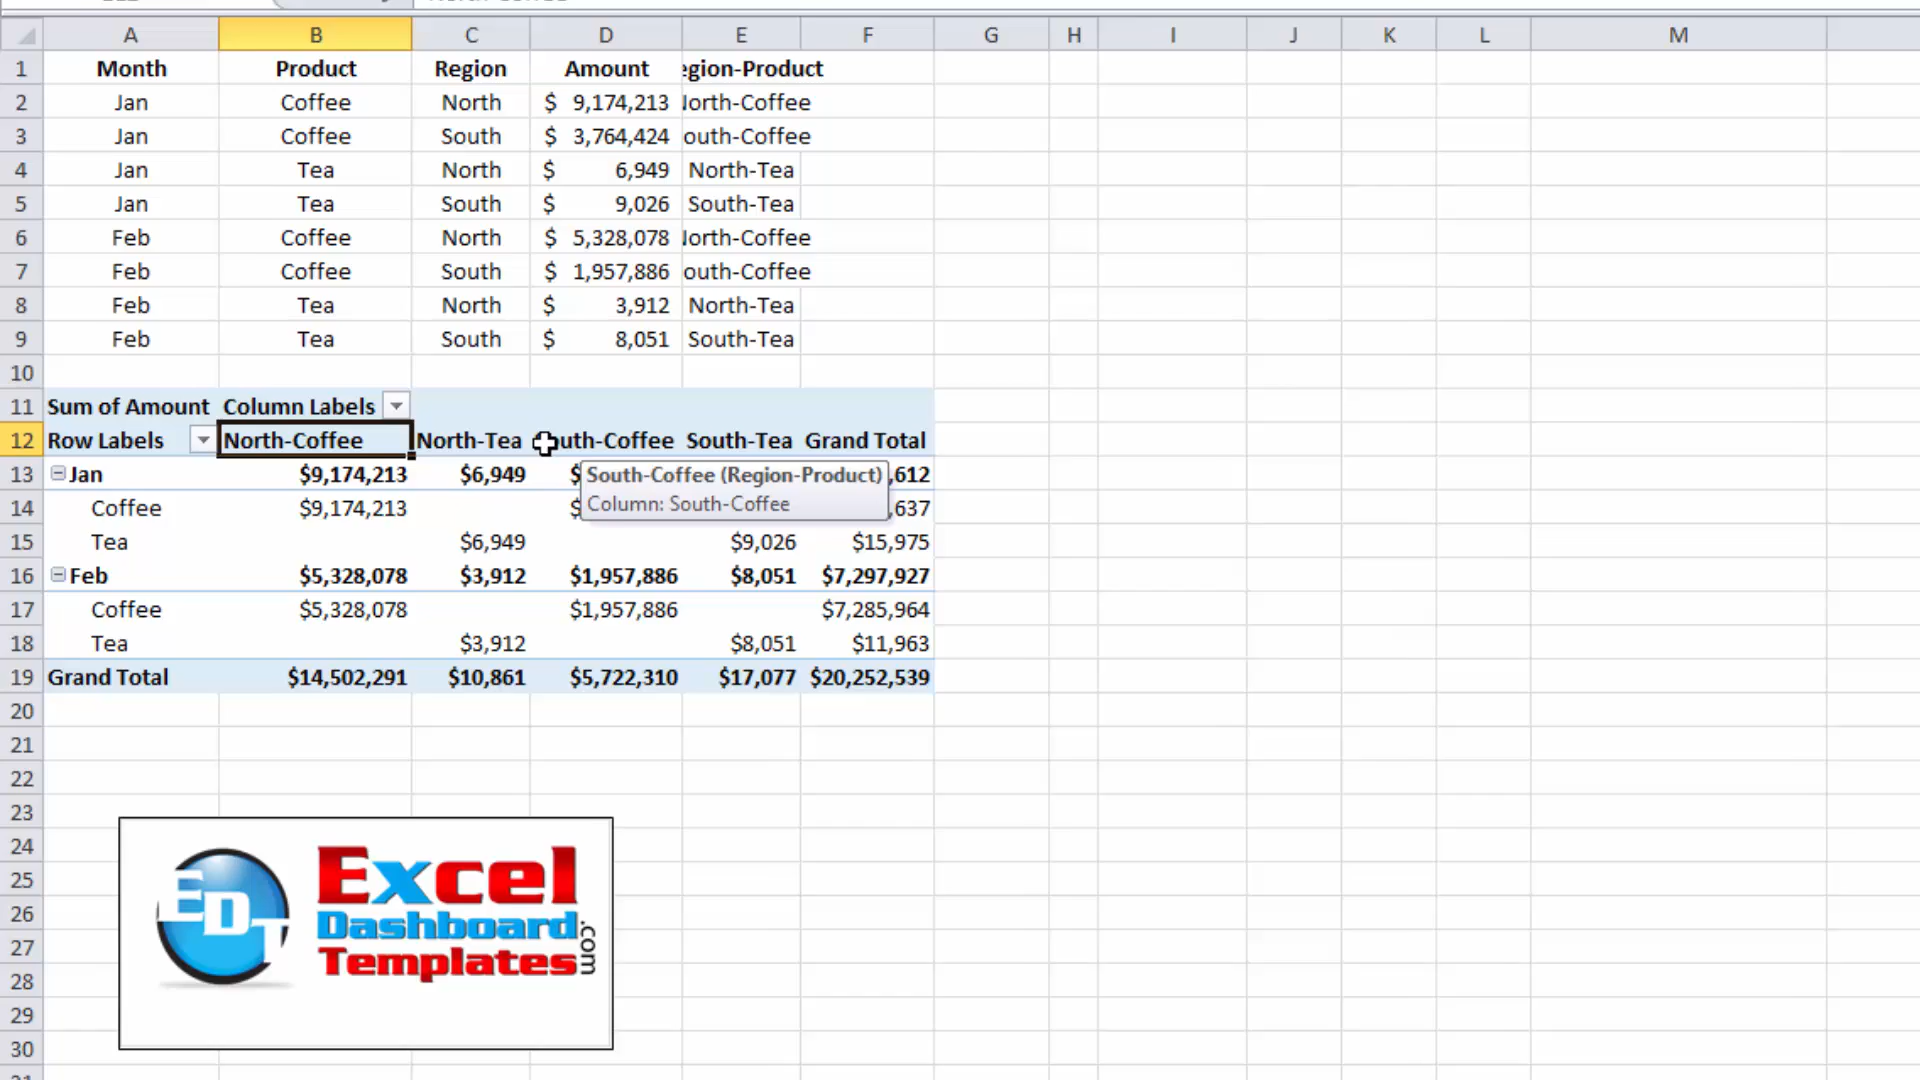 A B C D E F G H I J K L M
1 Month Product Region Amount egion-Product
2 Jan Coffee North $ 9,174,213 North-Coffee
3 Jan Coffee South $ 3,764,424 outh-Coffee
4 Jan Tea North $ 6,949 North-Tea
5 Jan Tea South $ 9,026 South-Tea
6 Feb Coffee North $ 5,328,078 North-Coffee
7 Feb Coffee South $ 1,957,886 outh-Coffee
8 Feb Tea North $ 3,912 North-Tea
9 Feb Tea South $ 8,051 South-Tea
10
11 Sum of Amount Column Labels
12 Row Labels North-Coffee North-Tea outh-Coffee South-Tea Grand Total
13 Jan $9,174,213 $6,949 $ South-Coffee (Region-Product) ,612
Column: South-Coffee
14 Coffee $9,174,213 $ ,637
15 Tea $6,949 $9,026 $15,975
16 Feb $5,328,078 $3,912 $1,957,886 $8,051 $7,297,927
17 Coffee $5,328,078 $1,957,886 $7,285,964
18 Tea $3,912 $8,051 $11,963
19 Grand Total $14,502,291 $10,861 $5,722,310 $17,077 $20,252,539
20
21
22
23
24
25
26
27
28
29
30
EDT
Excel
Dashboard
Templates
.com